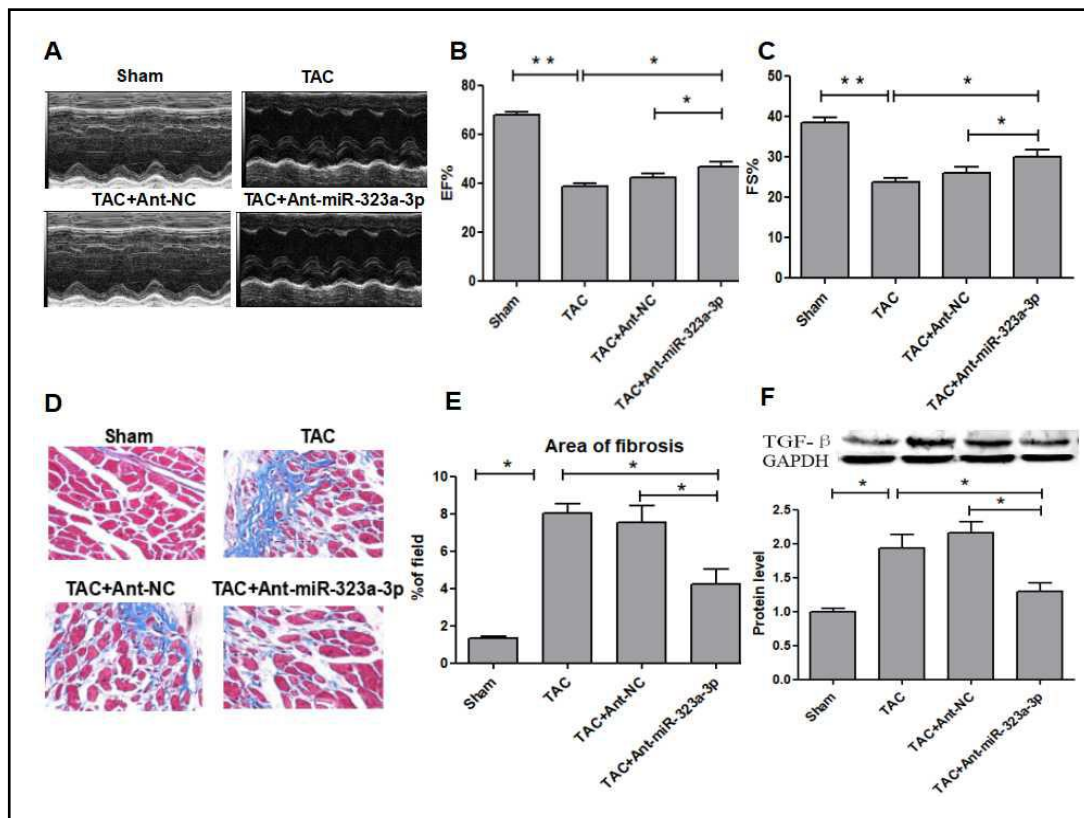 A
Sham TAC
TAC+Ant-NC TAC+Ant-miR-323a-3p
B
* * *
*
EF%
80
60
40
20
0
Sham
TAC
TAC+Ant-NC
TAC+Ant-miR-323a-3p
C
* * *
*
FS%
50
40
30
20
10
0
Sham
TAC
TAC+Ant-NC
TAC+Ant-miR-323a-3p
D
Sham TAC
TAC+Ant-NC TAC+Ant-miR-323a-3p
E
Area of fibrosis
* *
*
%of field
10
8
6
4
2
0
Sham
TAC
TAC+Ant-NC
TAC+Ant-miR-323a-3p
F
TGF- β
GAPDH
* *
*
Protein level
2.5
2.0
1.5
1.0
0.5
0.0
Sham
TAC
TAC+Ant-NC
TAC+Ant-miR-323a-3p